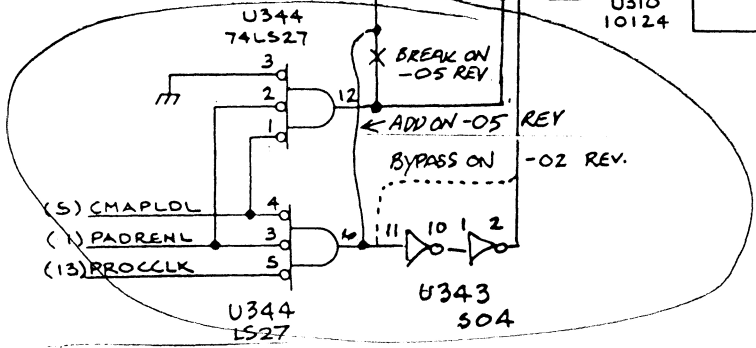 U344
74LS27
U310
10124
3
2
1
12
BREAK ON
-05 REV
ADD ON -05 REV
BYPASS ON -02 REV.
(5) CMAPLDL
4
(1) PADRENL
3
(13) PROCCLK
5
6
11
10
1
2
U344
LS27
U343
S04